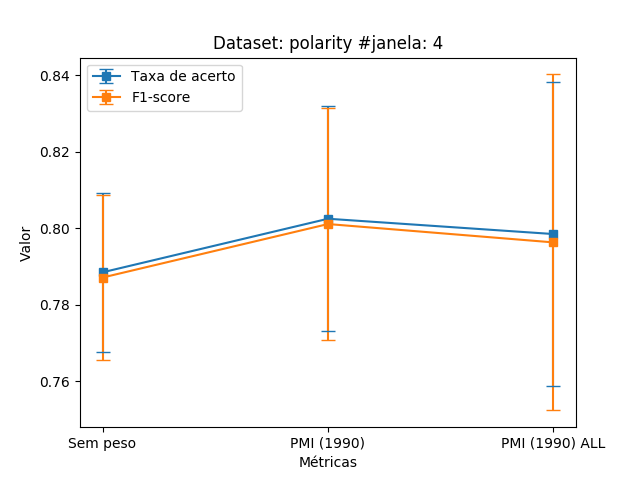 Dataset: polarity #janela: 4
Taxa de acerto
F1-score
0.84
0.82
0.80
0.78
0.76
Valor
Sem peso
PMI (1990)
PMI (1990) ALL
Métricas